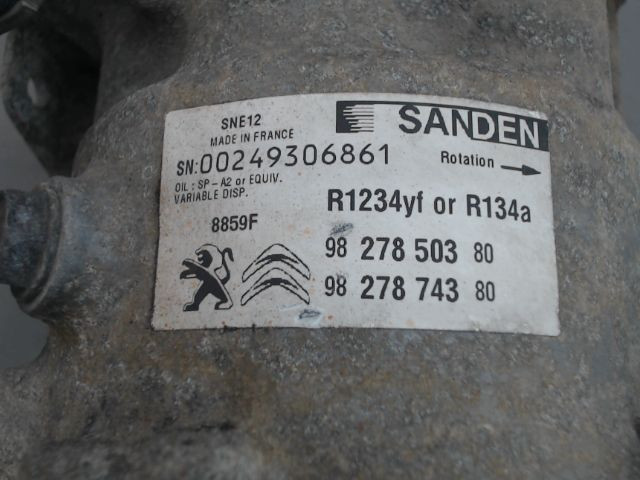 SNE12
MADE IN FRANCE
SANDEN
SN:00249306861
Rotation
OIL : SP - A2 or EQUIV.
VARIABLE DISP.
R1234yf or R134a
8859F
98 278 503 80
98 278 743 80